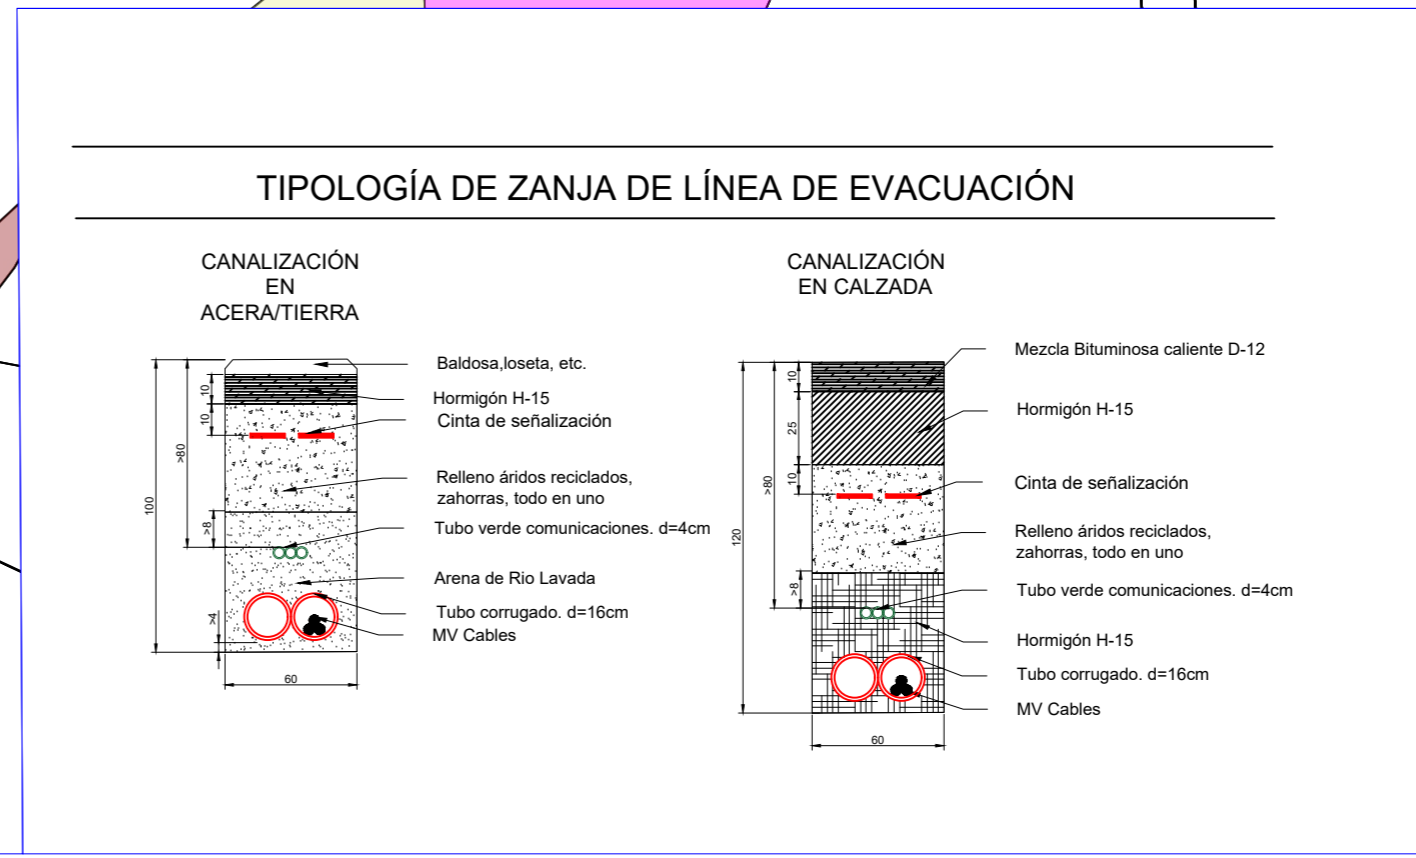 TIPOLOGÍA DE ZANJA DE LÍNEA DE EVACUACIÓN
CANALIZACIÓN
EN
ACERA/TIERRA
Baldosa,loseta, etc.
Hormigón H-15
Cinta de señalización
Relleno áridos reciclados,
zahorras, todo en uno
Tubo verde comunicaciones. d=4cm
Arena de Rio Lavada
Tubo corrugado. d=16cm
MV Cables
100
>80
10
10
>8
>4
60
CANALIZACIÓN
EN CALZADA
Mezcla Bituminosa caliente D-12
Hormigón H-15
Cinta de señalización
Relleno áridos reciclados,
zahorras, todo en uno
Tubo verde comunicaciones. d=4cm
Hormigón H-15
Tubo corrugado. d=16cm
MV Cables
120
>80
10
25
10
>8
60